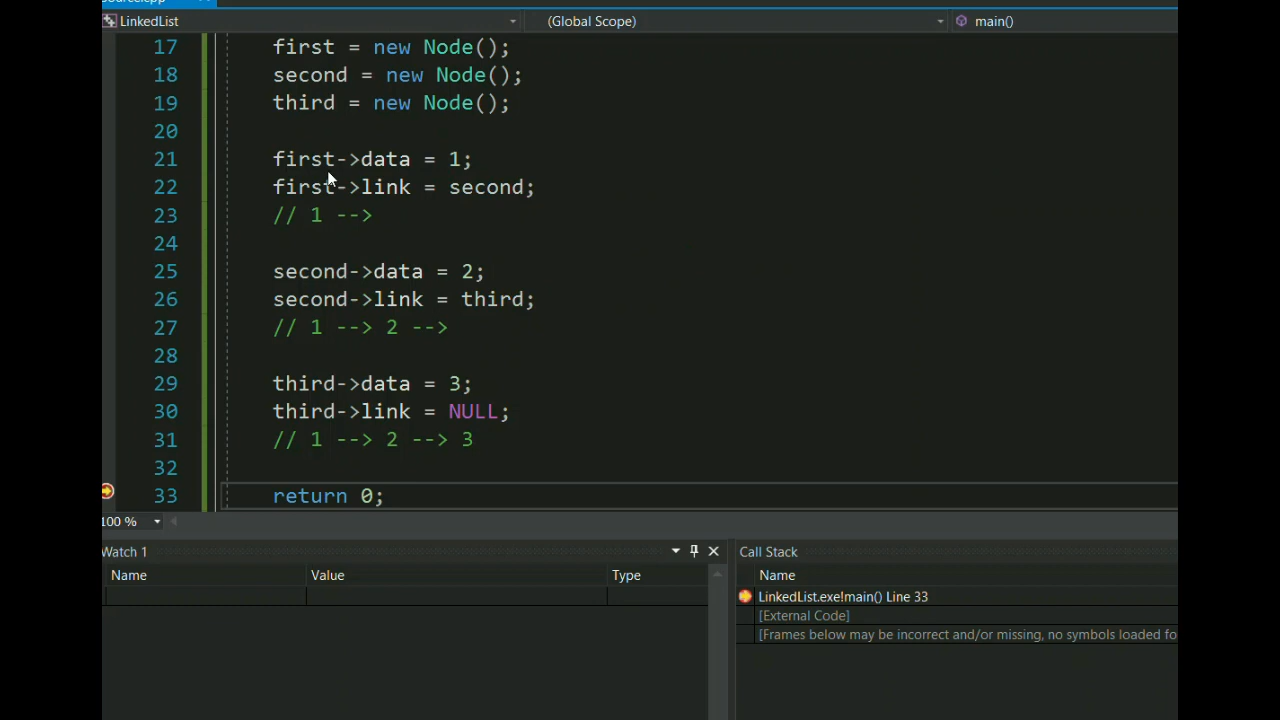 LinkedList (Global Scope) main()
17 first = new Node();
18 second = new Node();
19 third = new Node();
20
21 first->data = 1;
22 first->link = second;
23 // 1 -->
24
25 second->data = 2;
26 second->link = third;
27 // 1 --> 2 -->
28
29 third->data = 3;
30 third->link = NULL;
31 // 1 --> 2 --> 3
32
33 return 0;
100 %
Watch 1
Name Value Type
Call Stack
Name
LinkedList.exe!main() Line 33
[External Code]
[Frames below may be incorrect and/or missing, no symbols loaded fo